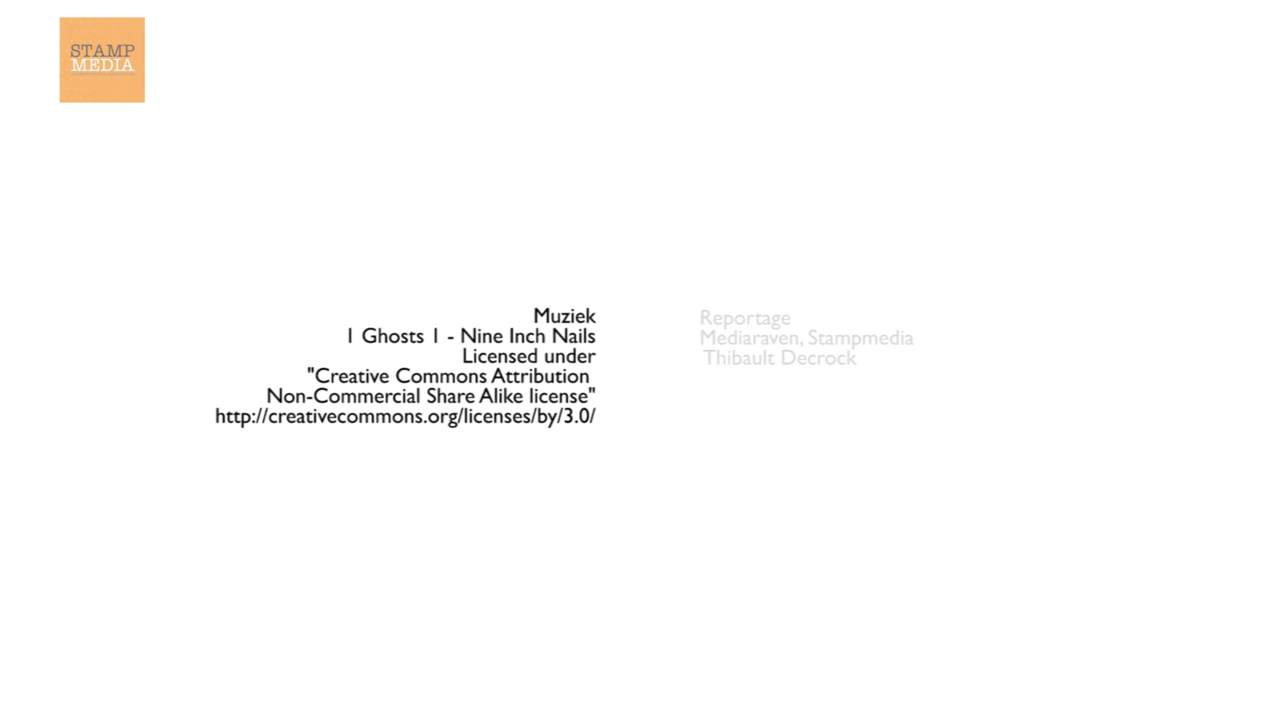 STAMP
MEDIA
Muziek
1 Ghosts 1 - Nine Inch Nails
Licensed under
"Creative Commons Attribution
Non-Commercial Share Alike license"
http://creativecommons.org/licenses/by/3.0/
Reportage
Mediaraven, Stampmedia
Thibault Decrock